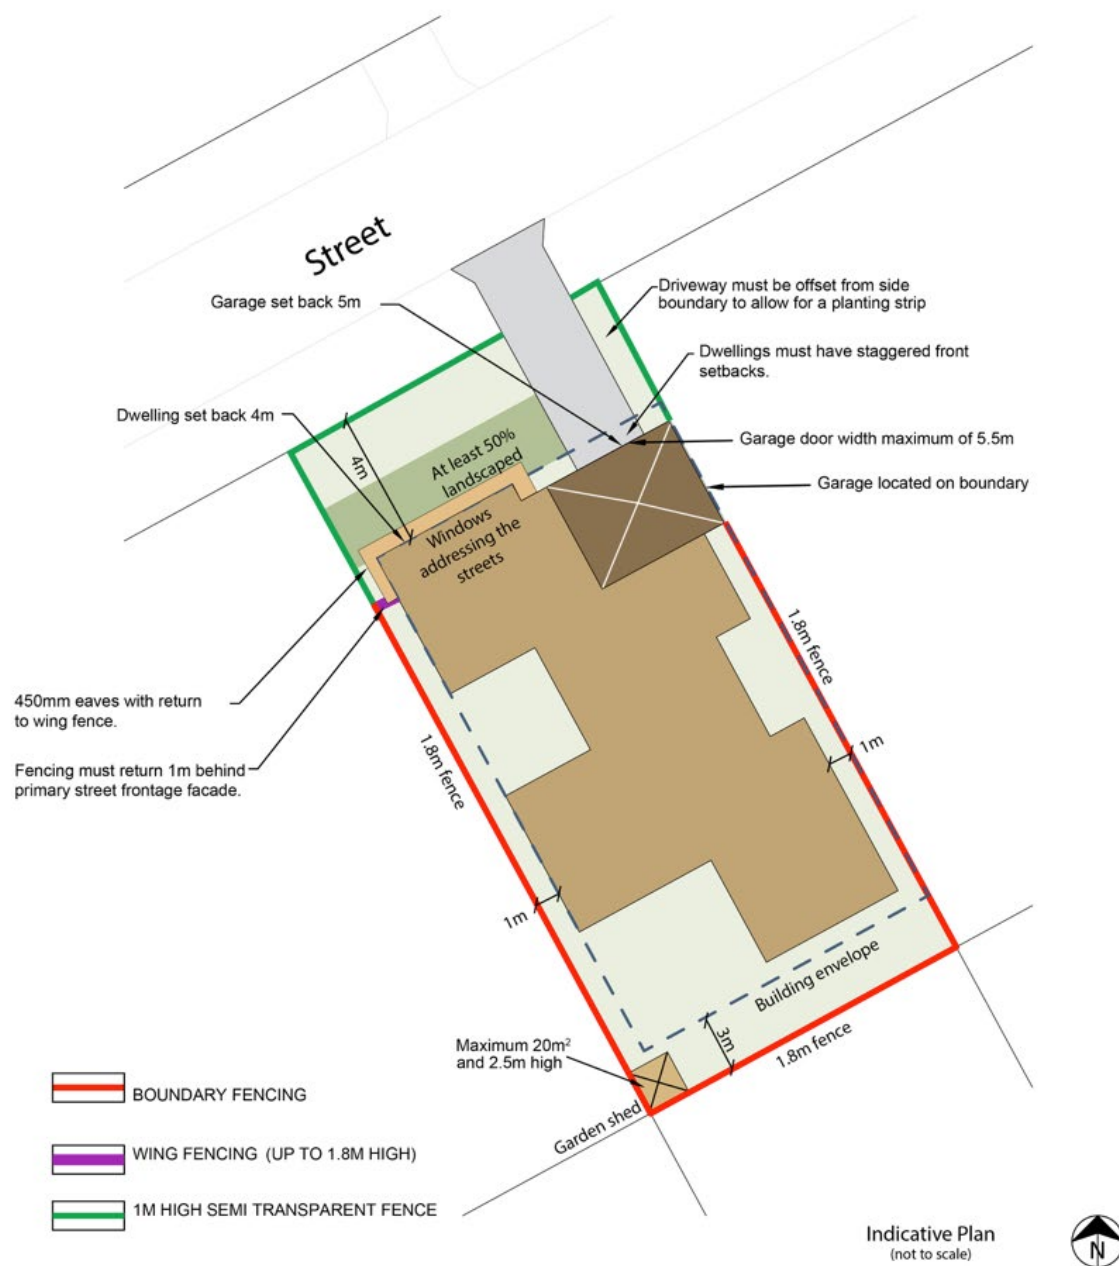 Street
Garage set back 5m
Driveway must be offset from side
boundary to allow for a planting strip
Dwellings must have staggered front
setbacks.
Dwelling set back 4m
4m
At least 50%
landscaped
Garage door width maximum of 5.5m
Garage located on boundary
Windows
addressing the
streets
450mm eaves with return
to wing fence.
Fencing must return 1m behind
primary street frontage facade.
1.8m fence
1.8m fence
1m
1m
Building envelope
3m
1.8m fence
Maximum 20m²
and 2.5m high
Garden shed
BOUNDARY FENCING
WING FENCING (UP TO 1.8M HIGH)
1M HIGH SEMI TRANSPARENT FENCE
Indicative Plan
(not to scale)
N